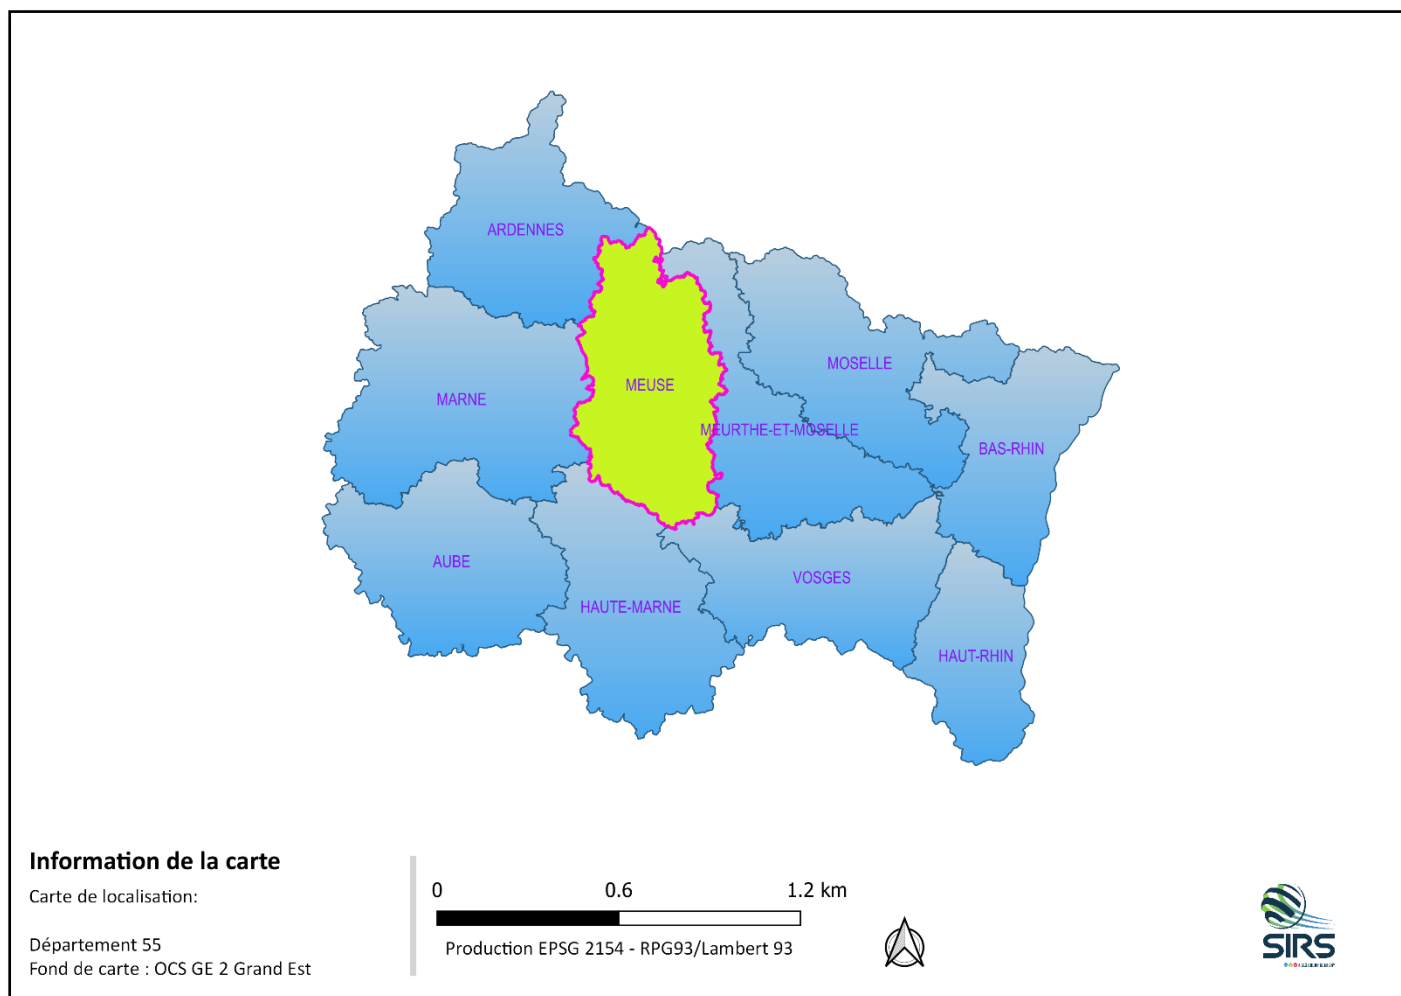 ARDENNES
MOSELLE
MEUSE
MARNE
MEURTHE-ET-MOSELLE
BAS-RHIN
AUBE
VOSGES
HAUTE-MARNE
HAUT-RHIN
Information de la carte
Carte de localisation:
Département 55
Fond de carte : OCS GE 2 Grand Est
0 0.6 1.2 km
Production EPSG 2154 - RPG93/Lambert 93
SIRS